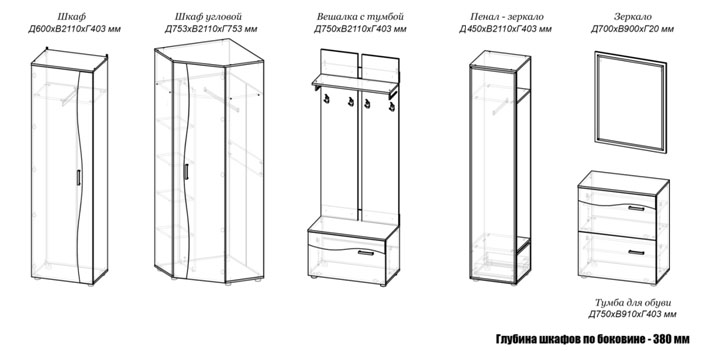 Шкаф
Д600хВ2110хГ403 мм
Шкаф угловой
Д753хВ2110хГ753 мм
Вешалка с тумбой
Д750хВ2110хГ403 мм
Пенал - зеркало
Д450хВ2110хГ403 мм
Зеркало
Д700хВ900хГ20 мм
Тумба для обуви
Д750хВ910хГ403 мм
Глубина шкафов по боковине - 380 мм